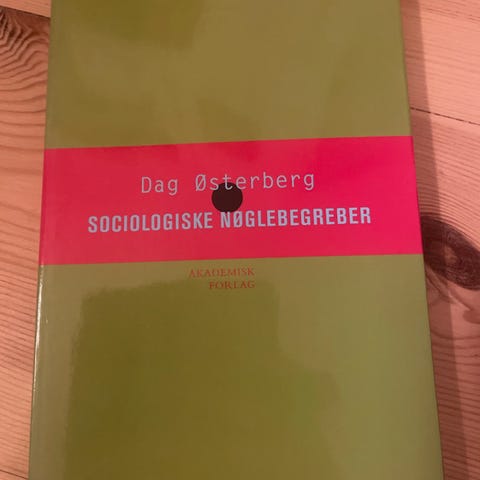 Dag Østerberg
SOCIOLOGISKE NØGLEBEGREBER
AKADEMISK
FORLAG